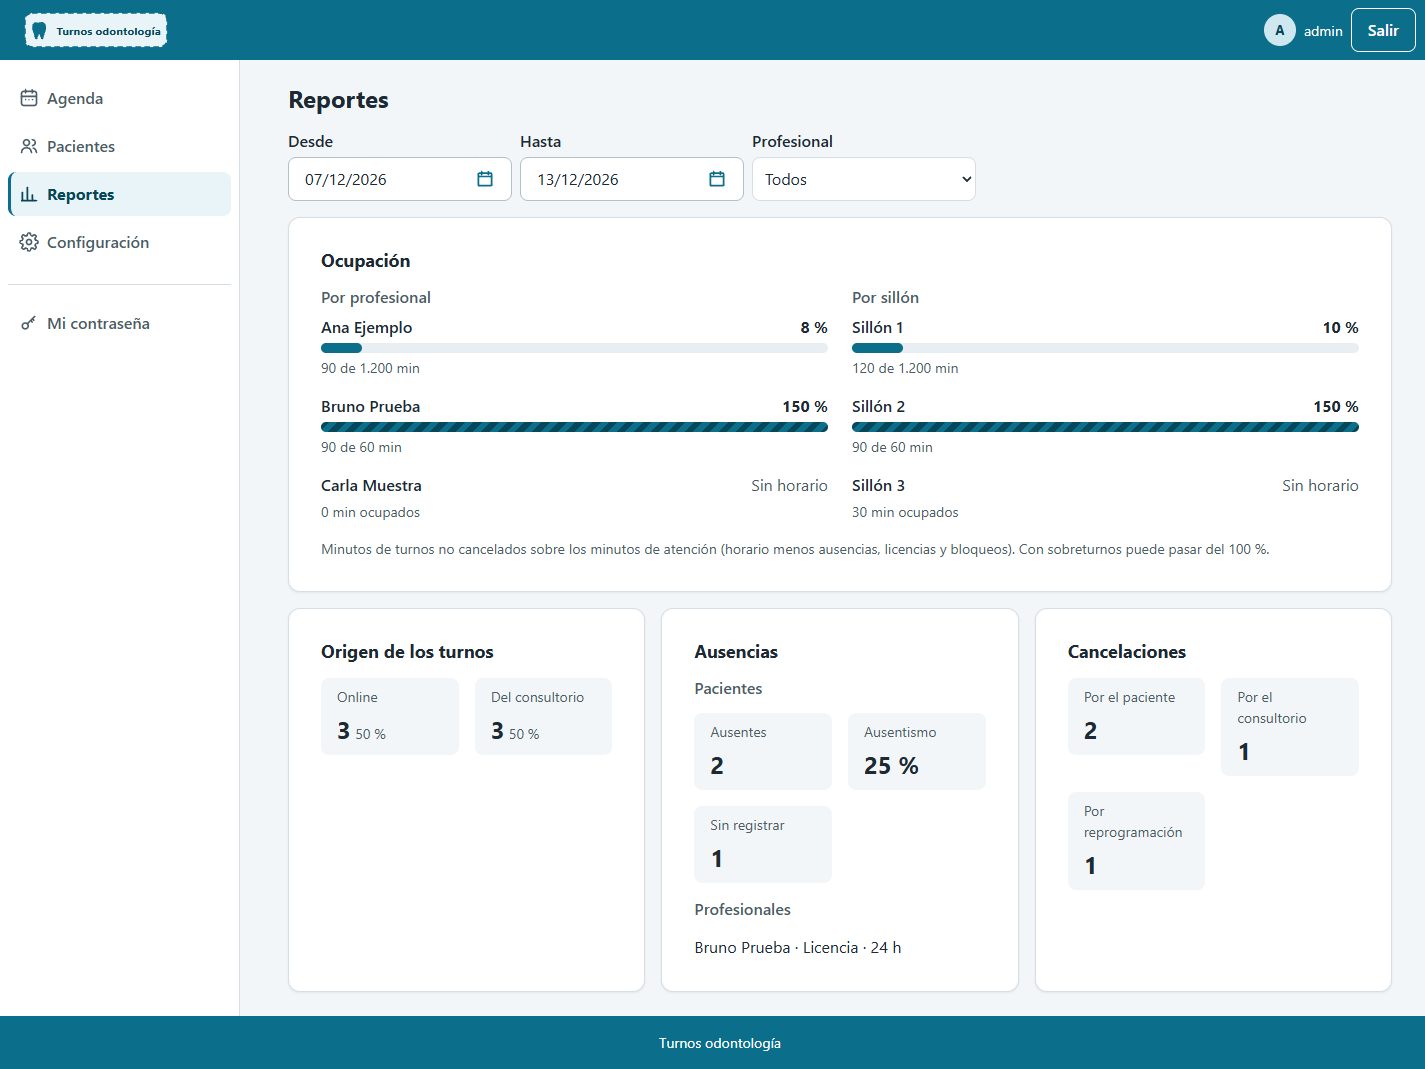 Turnos odontología
A
admin
Salir
Agenda
Pacientes
Reportes
Configuración
Mi contraseña
Reportes
Desde
Hasta
Profesional
07/12/2026
13/12/2026
Todos
Ocupación
Por profesional
Ana Ejemplo
8 %
90 de 1.200 min
Bruno Prueba
150 %
90 de 60 min
Carla Muestra
Sin horario
0 min ocupados
Por sillón
Sillón 1
10 %
120 de 1.200 min
Sillón 2
150 %
90 de 60 min
Sillón 3
Sin horario
30 min ocupados
Minutos de turnos no cancelados sobre los minutos de atención (horario menos ausencias, licencias y bloqueos). Con sobreturnos puede pasar del 100 %.
Origen de los turnos
Online
3 50 %
Del consultorio
3 50 %
Ausencias
Pacientes
Ausentes
2
Ausentismo
25 %
Sin registrar
1
Profesionales
Bruno Prueba · Licencia · 24 h
Cancelaciones
Por el paciente
2
Por el
consultorio
1
Por
reprogramación
1
Turnos odontología